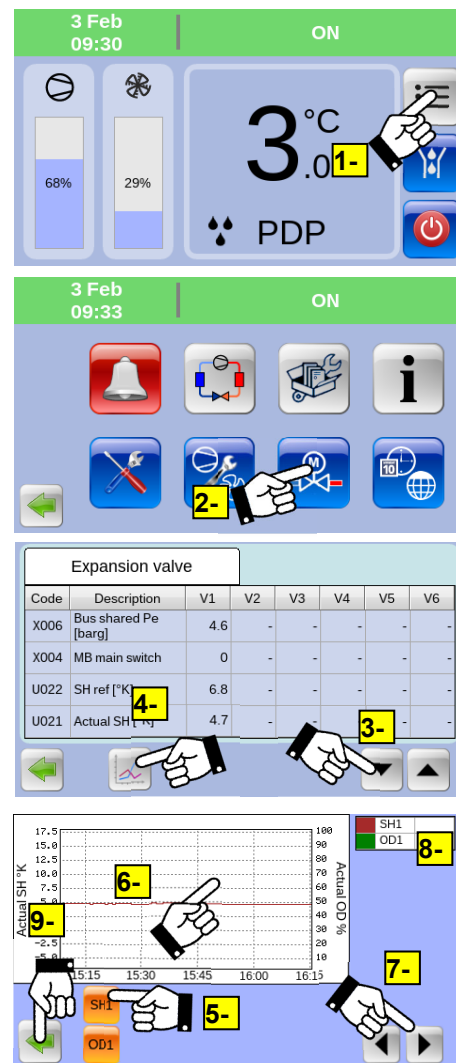 3 Feb
09:30
ON
68%
29%
3.0 °C
1-
PDP
3 Feb
09:33
ON
i
M
10
2-
Expansion valve
Code Description V1 V2 V3 V4 V5 V6
X006 Bus shared Pe [barg] 4.6 - - - - -
X004 MB main switch 0 - - - - -
U022 SH ref [°K] 6.8 - - - - -
U021 Actual SH [°K] 4.7 - - - - -
4-
3-
SH1
OD1
8-
17.5
15.0
12.5
10.0
7.5
5.0
-2.5
-5.0
Actual SH °K
100
90
80
70
60
50
40
30
20
10
Actual OD %
6-
9-
15:15 15:30 15:45 16:00 16:15
7-
SH1
5-
OD1